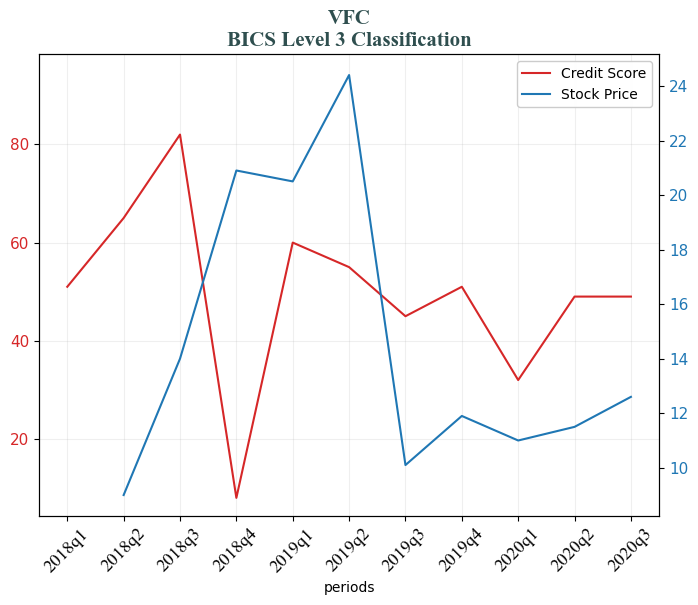 VFC
BICS Level 3 Classification
Credit Score
Stock Price
80
60
40
20
24
22
20
18
16
14
12
10
2018q1
2018q2
2018q3
2018q4
2019q1
2019q2
2019q3
2019q4
2020q1
2020q2
2020q3
periods